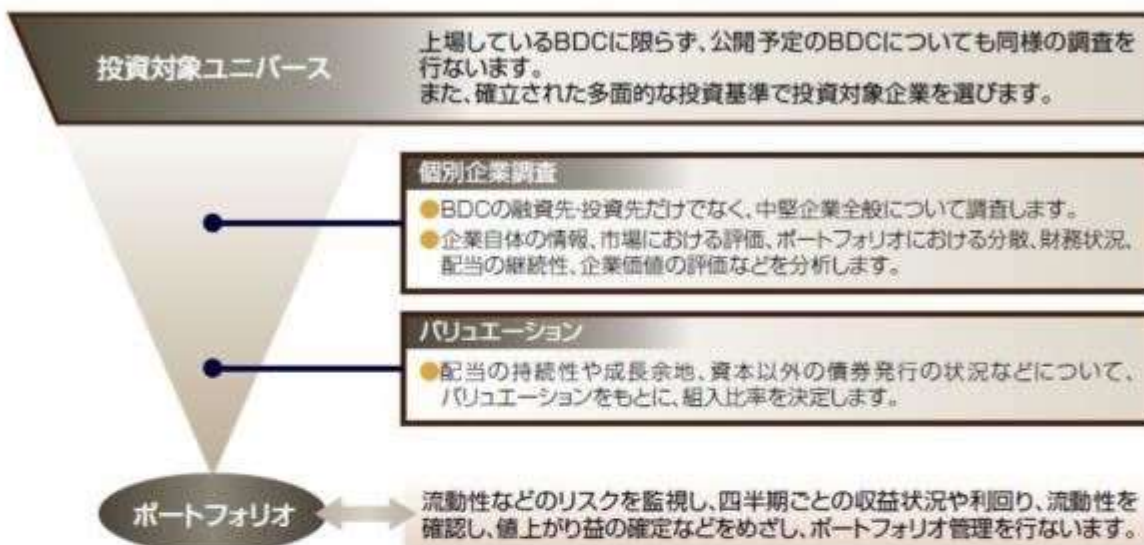 投資対象ユニバース
上場しているBDCに限らず、公開予定のBDCについても同様の調査を
行ないます。
また、確立された多面的な投資基準で投資対象企業を選びます。
個別企業調査
●BDCの融資先・投資先だけでなく、中堅企業全般について調査します。
●企業自体の情報、市場における評価、ポートフォリオにおける分散、財務状況、
配当の継続性、企業価値の評価などを分析します。
バリュエーション
●配当の持続性や成長余地、資本以外の債券発行の状況などについて、
バリュエーションをもとに、組入比率を決定します。
ポートフォリオ
流動性などのリスクを監視し、四半期ごとの収益状況や利回り、流動性を
確認し、値上がり益の確定などをめざし、ポートフォリオ管理を行ないます。